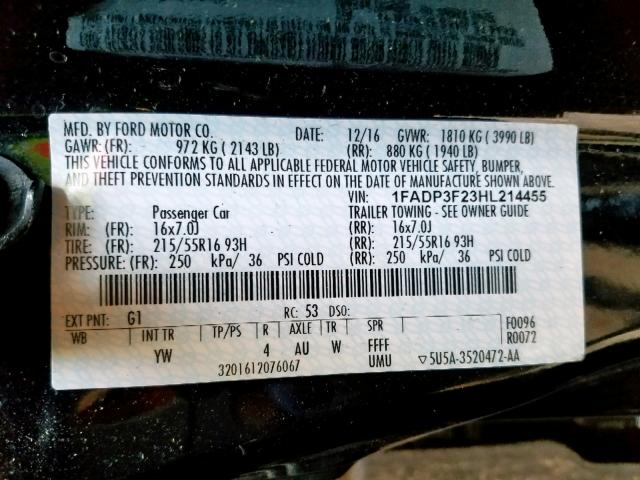 MFD. BY FORD MOTOR CO. DATE: 12/16 GVWR: 1810 KG ( 3990 LB)
GAWR: (FR): 972 KG ( 2143 LB) (RR): 880 KG ( 1940 LB)
THIS VEHICLE CONFORMS TO ALL APPLICABLE FEDERAL MOTOR VEHICLE SAFETY, BUMPER,
AND THEFT PREVENTION STANDARDS IN EFFECT ON THE DATE OF MANUFACTURE SHOWN ABOVE.
VIN: 1FADP3F23HL214455
TYPE: Passenger Car TRAILER TOWING - SEE OWNER GUIDE
RIM: (FR): 16x7.0J (RR): 16x7.0J
TIRE: (FR): 215/55R16 93H (RR): 215/55R16 93H
PRESSURE: (FR): 250 kPa/ 36 PSI COLD (RR): 250 kPa/ 36 PSI COLD
EXT PNT: G1 RC: 53 DSO: F0096
WB INT TR TP/PS R AXLE TR SPR R0072
YW 4 AU W FFFF
3201612076067 UMU ▽5U5A-3520472-AA